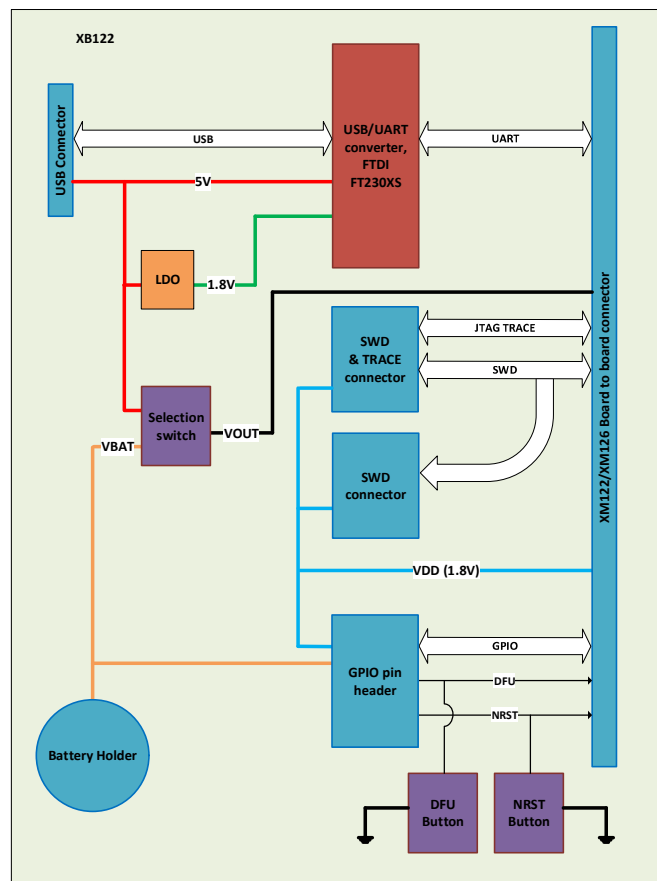 XB122
USB Connector
USB
USB/UART
converter,
FTDI
FT230XS
UART
5V
LDO
1.8V
SWD
& TRACE
connector
JTAG TRACE
SWD
Selection
switch
VOUT
VBAT
SWD
connector
XM122/XM126 Board to board connector
VDD (1.8V)
GPIO pin
header
GPIO
DFU
NRST
Battery Holder
DFU
Button
NRST
Button